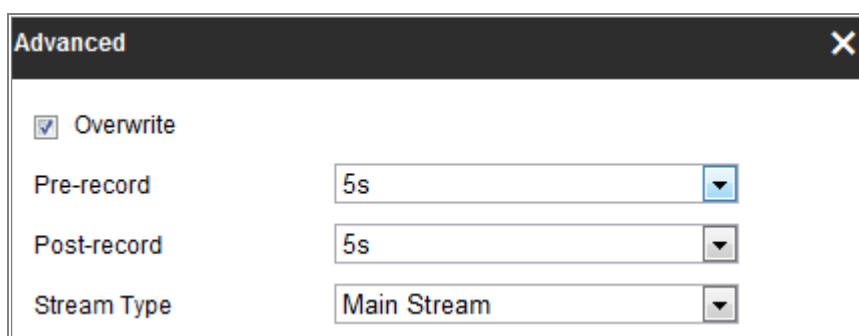 Advanced
Overwrite
Pre-record 5s
Post-record 5s
Stream Type Main Stream